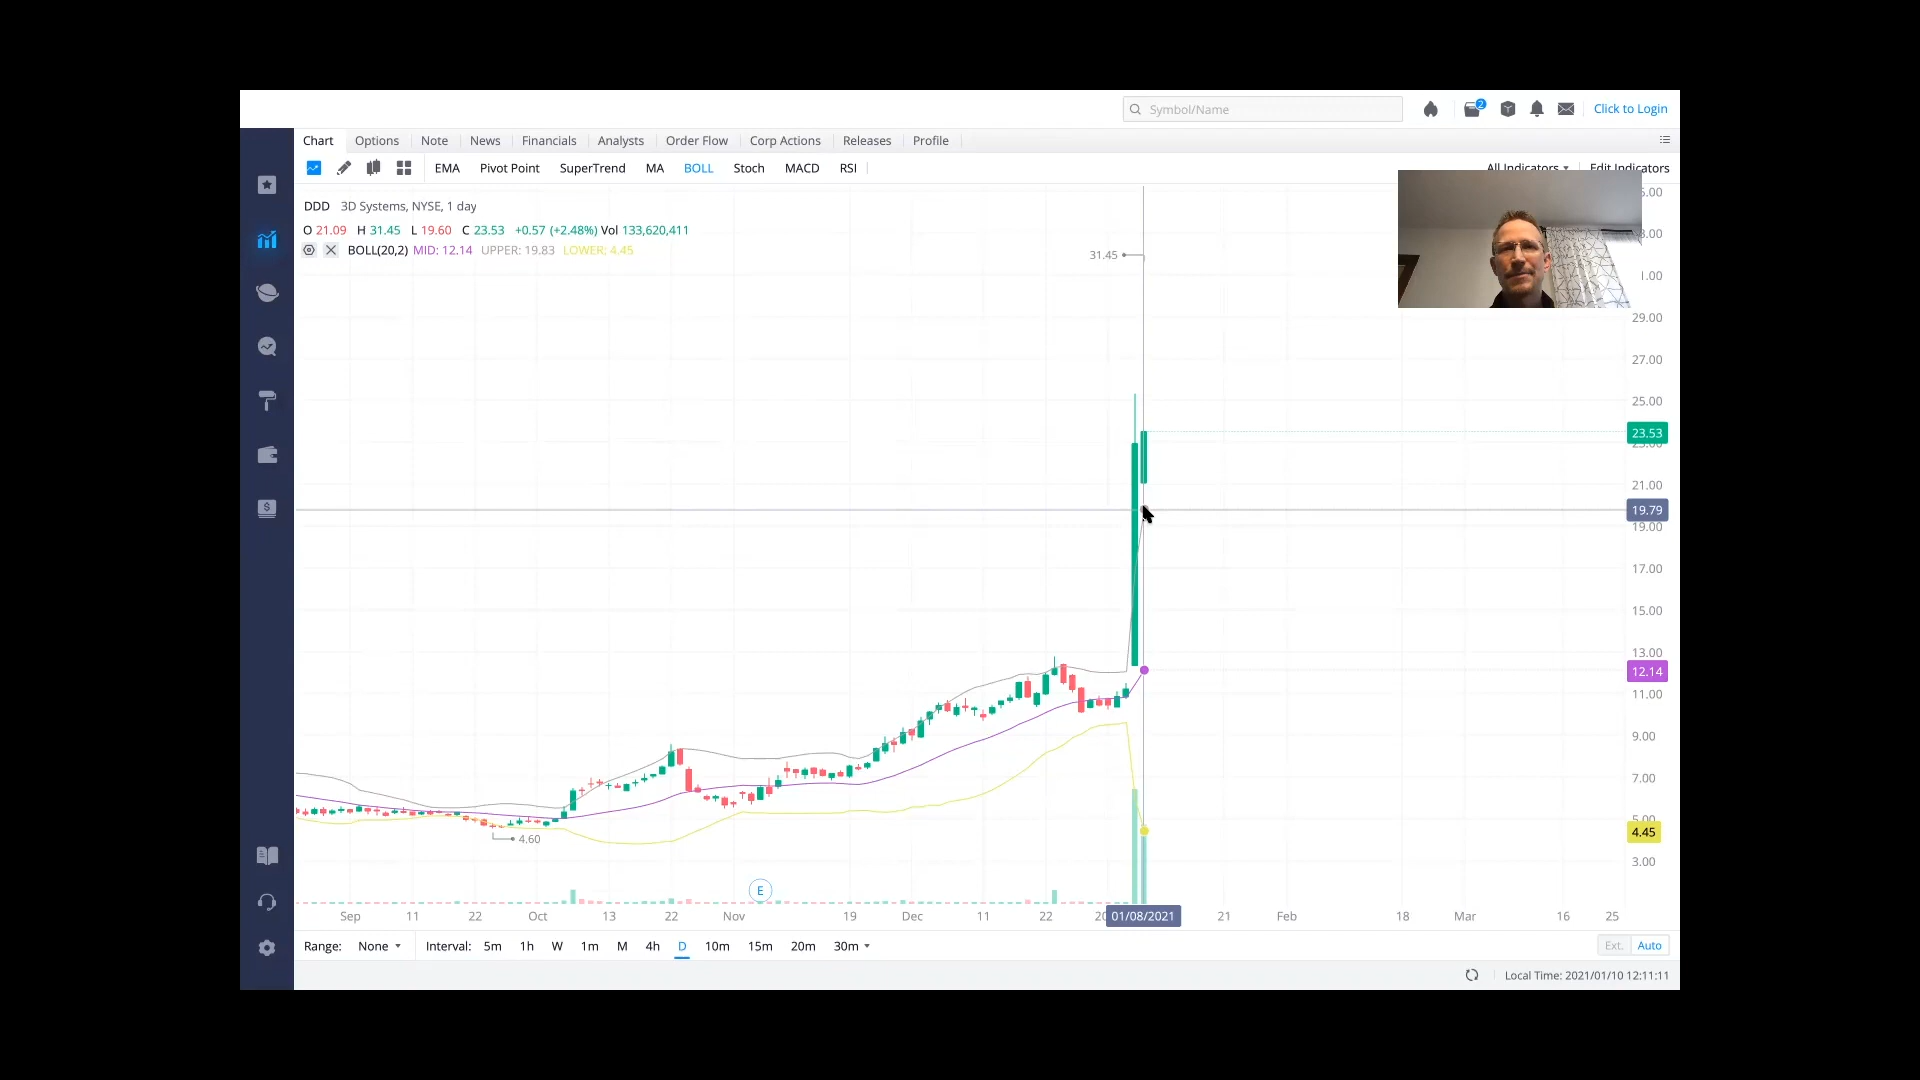 Symbol/Name
2
Click to Login
Chart Options Note News Financials Analysts Order Flow Corp Actions Releases Profile
EMA Pivot Point SuperTrend MA BOLL Stoch MACD RSI
All Indicators Edit Indicators
DDD 3D Systems, NYSE, 1 day
O 21.09 H 31.45 L 19.60 C 23.53 +0.57 (+2.48%) Vol 133,620,411
BOLL(20,2) MID: 12.14 UPPER: 19.83 LOWER: 4.45
31.45
29.00
27.00
25.00
23.53
21.00
19.79
19.00
17.00
15.00
13.00
12.14
11.00
9.00
7.00
5.00
4.45
4.60
3.00
E
Sep 11 22 Oct 13 22 Nov 19 Dec 11 22 01/08/2021 21 Feb 18 Mar 16 25
Range: None Interval: 5m 1h W 1m M 4h D 10m 15m 20m 30m
Ext. Auto
Local Time: 2021/01/10 12:11:11